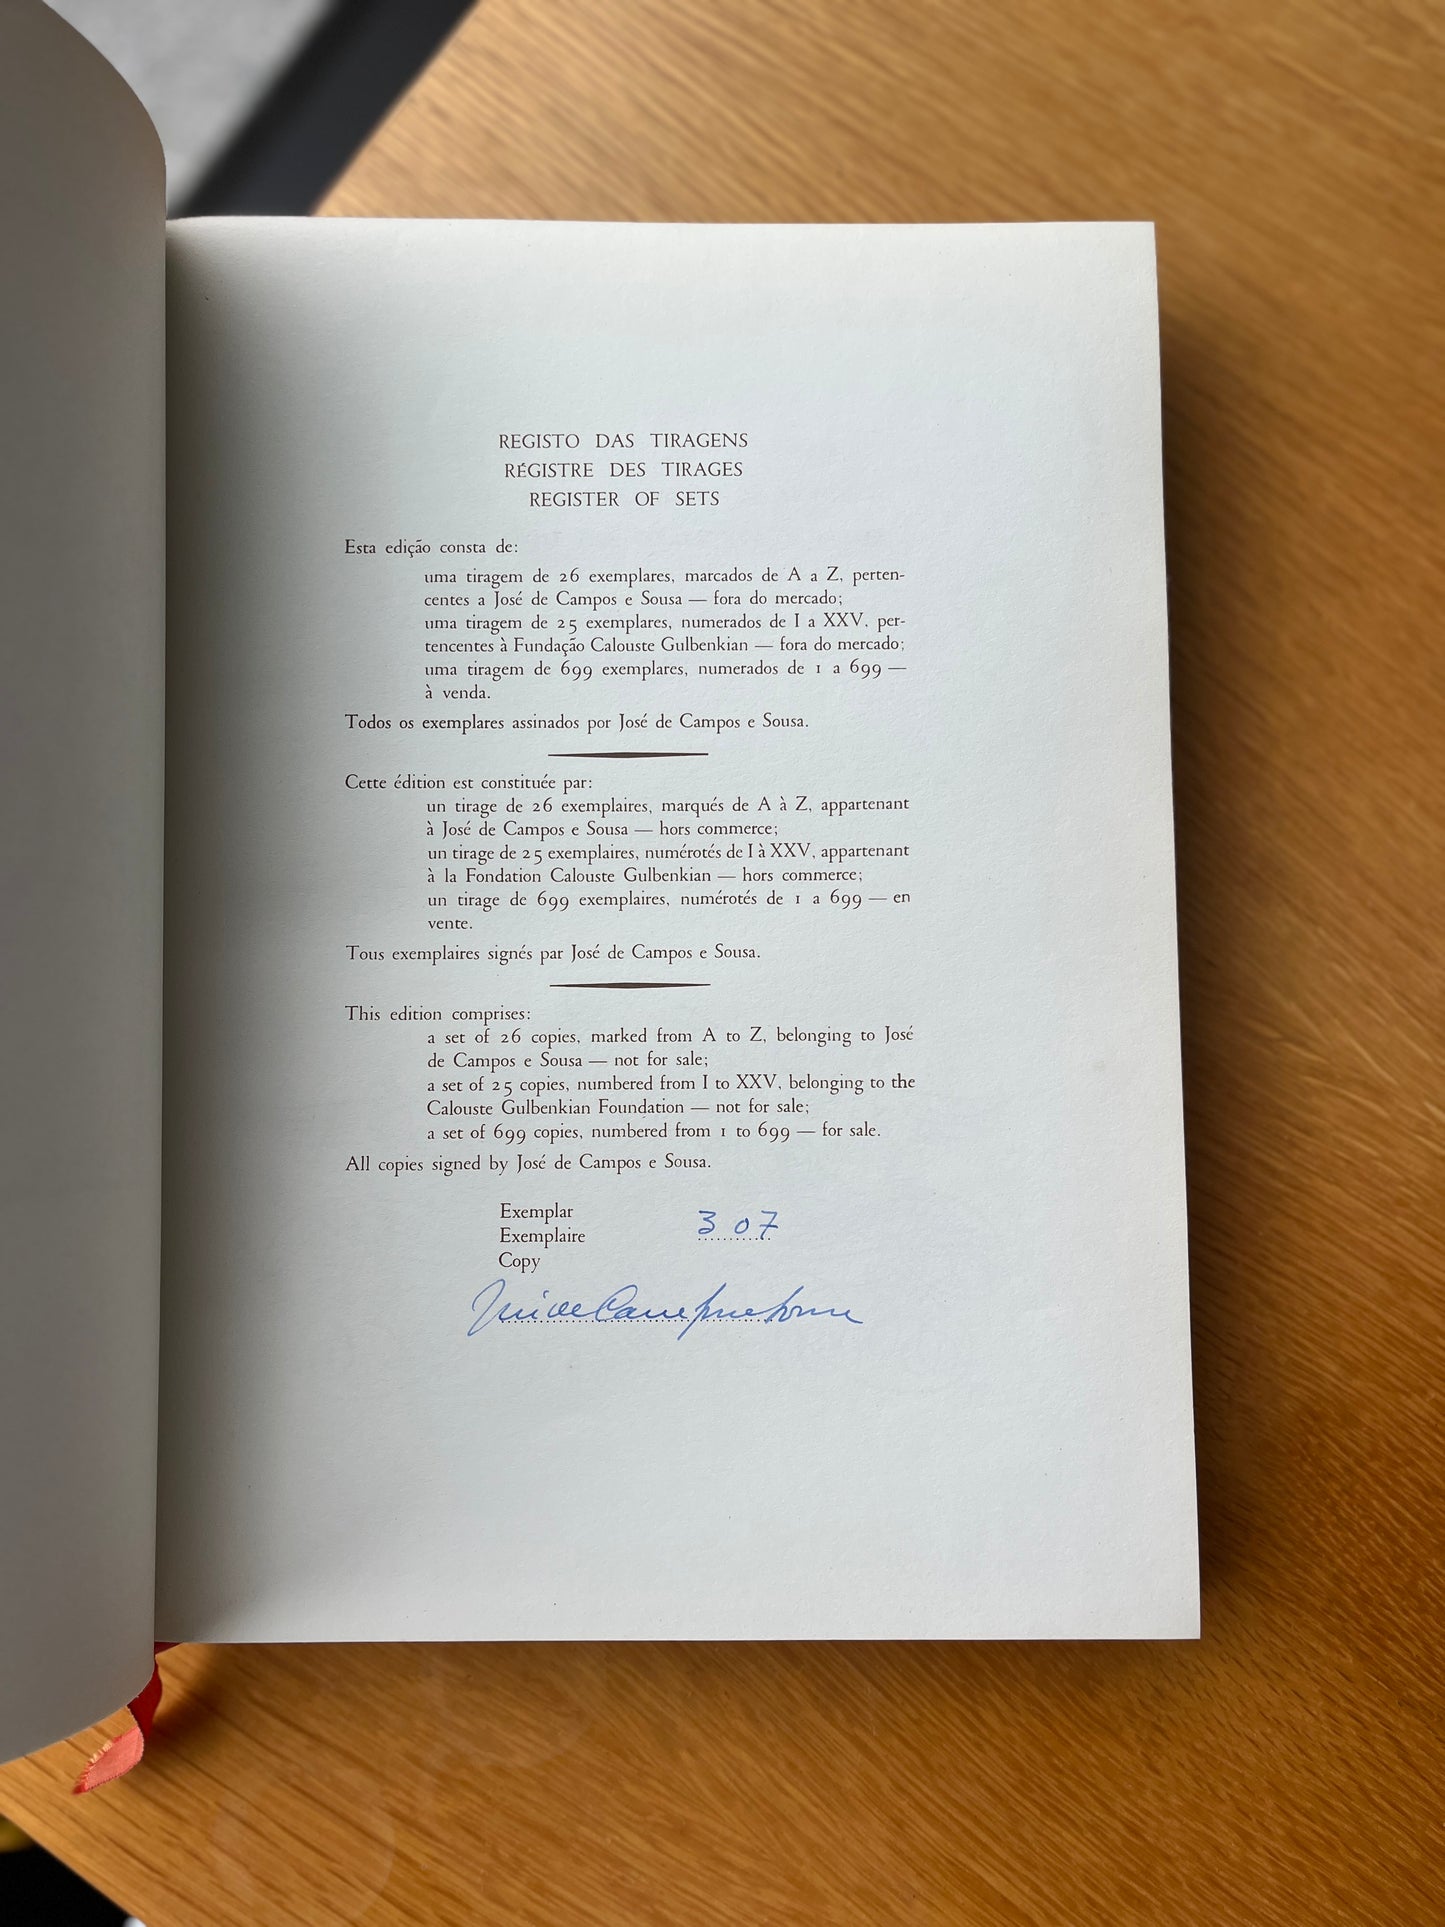 REGISTO DAS TIRAGENS
RÉGISTRE DES TIRAGES
REGISTER OF SETS
Esta edição consta de:
uma tiragem de 26 exemplares, marcados de A a Z, perten-
centes a José de Campos e Sousa — fora do mercado;
uma tiragem de 25 exemplares, numerados de I a XXV, per-
tencentes à Fundação Calouste Gulbenkian — fora do mercado;
uma tiragem de 699 exemplares, numerados de 1 a 699 —
à venda.
Todos os exemplares assinados por José de Campos e Sousa.
Cette édition est constituée par:
un tirage de 26 exemplaires, marqués de A à Z, appartenant
à José de Campos e Sousa — hors commerce;
un tirage de 25 exemplaires, numérotés de I à XXV, appartenant
à la Fondation Calouste Gulbenkian — hors commerce;
un tirage de 699 exemplaires, numérotés de 1 a 699 — en
vente.
Tous exemplaires signés par José de Campos e Sousa.
This edition comprises:
a set of 26 copies, marked from A to Z, belonging to José
de Campos e Sousa — not for sale;
a set of 25 copies, numbered from I to XXV, belonging to the
Calouste Gulbenkian Foundation — not for sale;
a set of 699 copies, numbered from 1 to 699 — for sale.
All copies signed by José de Campos e Sousa.
Exemplar
Exemplaire 307
Copy
José de Campos e Sousa